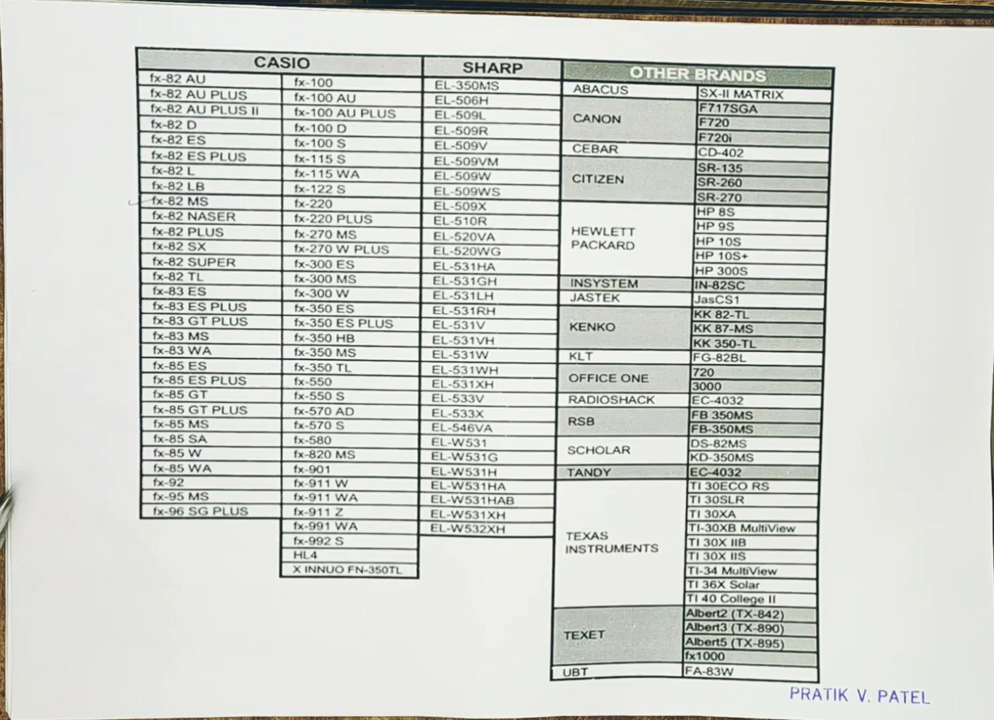 CASIO
fx-82 AU
fx-82 AU PLUS
fx-82 AU PLUS II
fx-82 D
fx-82 ES
fx-82 ES PLUS
fx-82 L
fx-82 LB
fx-82 MS
fx-82 NASER
fx-82 PLUS
fx-82 SX
fx-82 SUPER
fx-82 TL
fx-83 ES
fx-83 ES PLUS
fx-83 GT PLUS
fx-83 MS
fx-83 WA
fx-85 ES
fx-85 ES PLUS
fx-85 GT
fx-85 GT PLUS
fx-85 MS
fx-85 SA
fx-85 W
fx-85 WA
fx-92
fx-95 MS
fx-96 SG PLUS
fx-100
fx-100 AU
fx-100 AU PLUS
fx-100 D
fx-100 S
fx-115 S
fx-115 WA
fx-122 S
fx-220
fx-220 PLUS
fx-270 MS
fx-270 W PLUS
fx-300 ES
fx-300 MS
fx-300 W
fx-350 ES
fx-350 ES PLUS
fx-350 HB
fx-350 MS
fx-350 TL
fx-550
fx-550 S
fx-570 AD
fx-570 S
fx-580
fx-820 MS
fx-901
fx-911 W
fx-911 WA
fx-911 Z
fx-991 WA
fx-992 S
HL4
X INNUO FN-350TL
SHARP
EL-350MS
EL-506H
EL-509L
EL-509R
EL-509V
EL-509VM
EL-509W
EL-509WS
EL-509X
EL-510R
EL-520VA
EL-520WG
EL-531HA
EL-531GH
EL-531LH
EL-531RH
EL-531V
EL-531VH
EL-531W
EL-531WH
EL-531XH
EL-533V
EL-533X
EL-546VA
EL-W531
EL-W531G
EL-W531H
EL-W531HA
EL-W531HAB
EL-W531XH
EL-W532XH
OTHER BRANDS
ABACUS
SX-II MATRIX
CANON
F717SGA
F720
F720i
CEBAR
CD-402
CITIZEN
SR-135
SR-260
SR-270
HEWLETT
PACKARD
HP 8S
HP 9S
HP 10S
HP 10S+
HP 300S
INSYSTEM
IN-82SC
JASTEK
JasCS1
KENKO
KK 82-TL
KK 87-MS
KK 350-TL
KLT
FG-82BL
OFFICE ONE
720
3000
RADIOSHACK
EC-4032
RSB
FB 350MS
FB-350MS
SCHOLAR
DS-82MS
KD-350MS
TANDY
EC-4032
TEXAS
INSTRUMENTS
TI 30ECO RS
TI 30SLR
TI 30XA
TI-30XB MultiView
TI 30X IIB
TI 30X IIS
TI-34 MultiView
TI 36X Solar
TI 40 College II
TEXET
Albert2 (TX-842)
Albert3 (TX-890)
Albert5 (TX-895)
fx1000
UBT
FA-83W
PRATIK V. PATEL